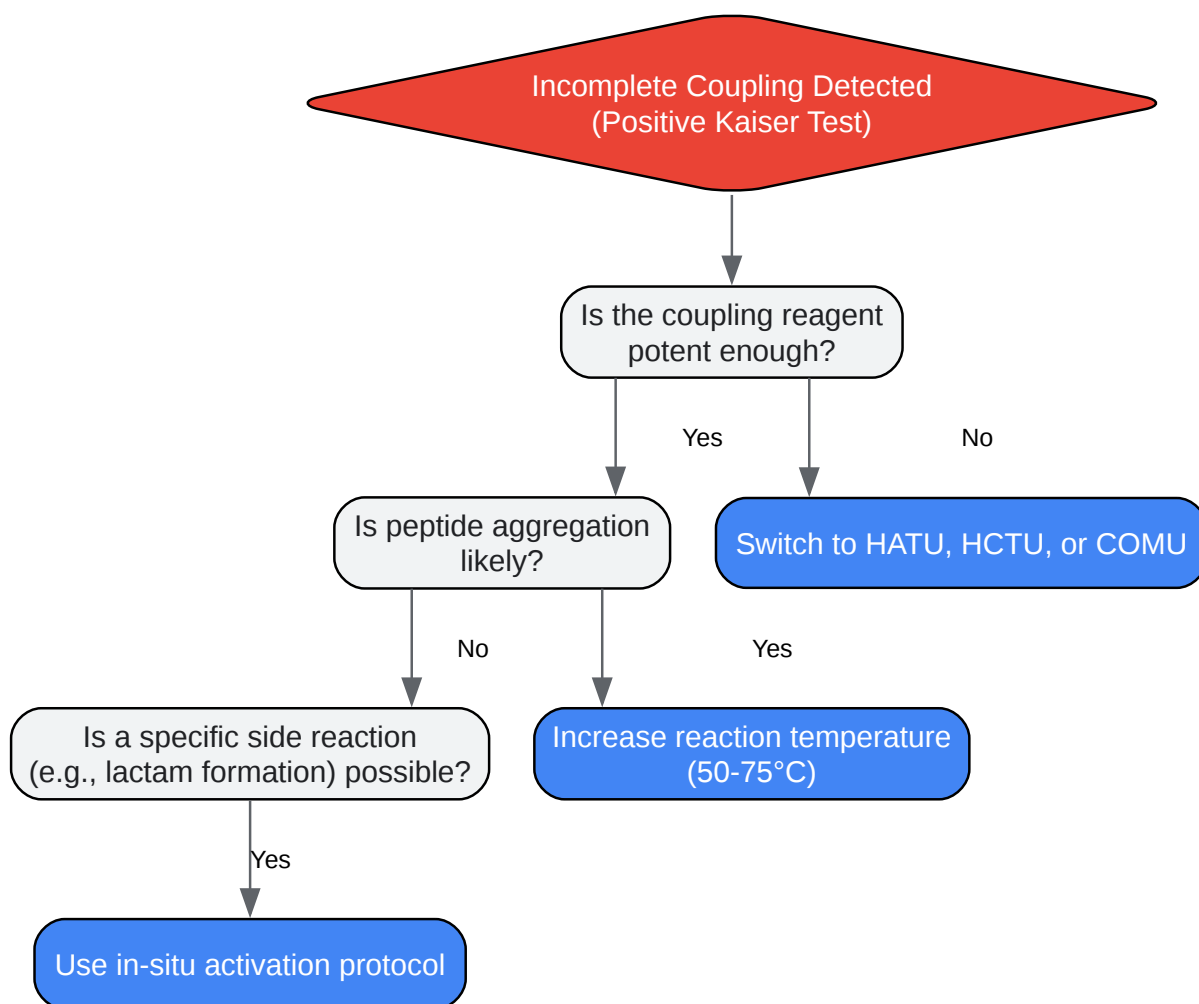 Incomplete Coupling Detected
(Positive Kaiser Test)
Is the coupling reagent
potent enough?
Yes
No
Is peptide aggregation
likely?
Switch to HATU, HCTU, or COMU
No
Yes
Is a specific side reaction
(e.g., lactam formation) possible?
Increase reaction temperature
(50-75°C)
Yes
Use in-situ activation protocol